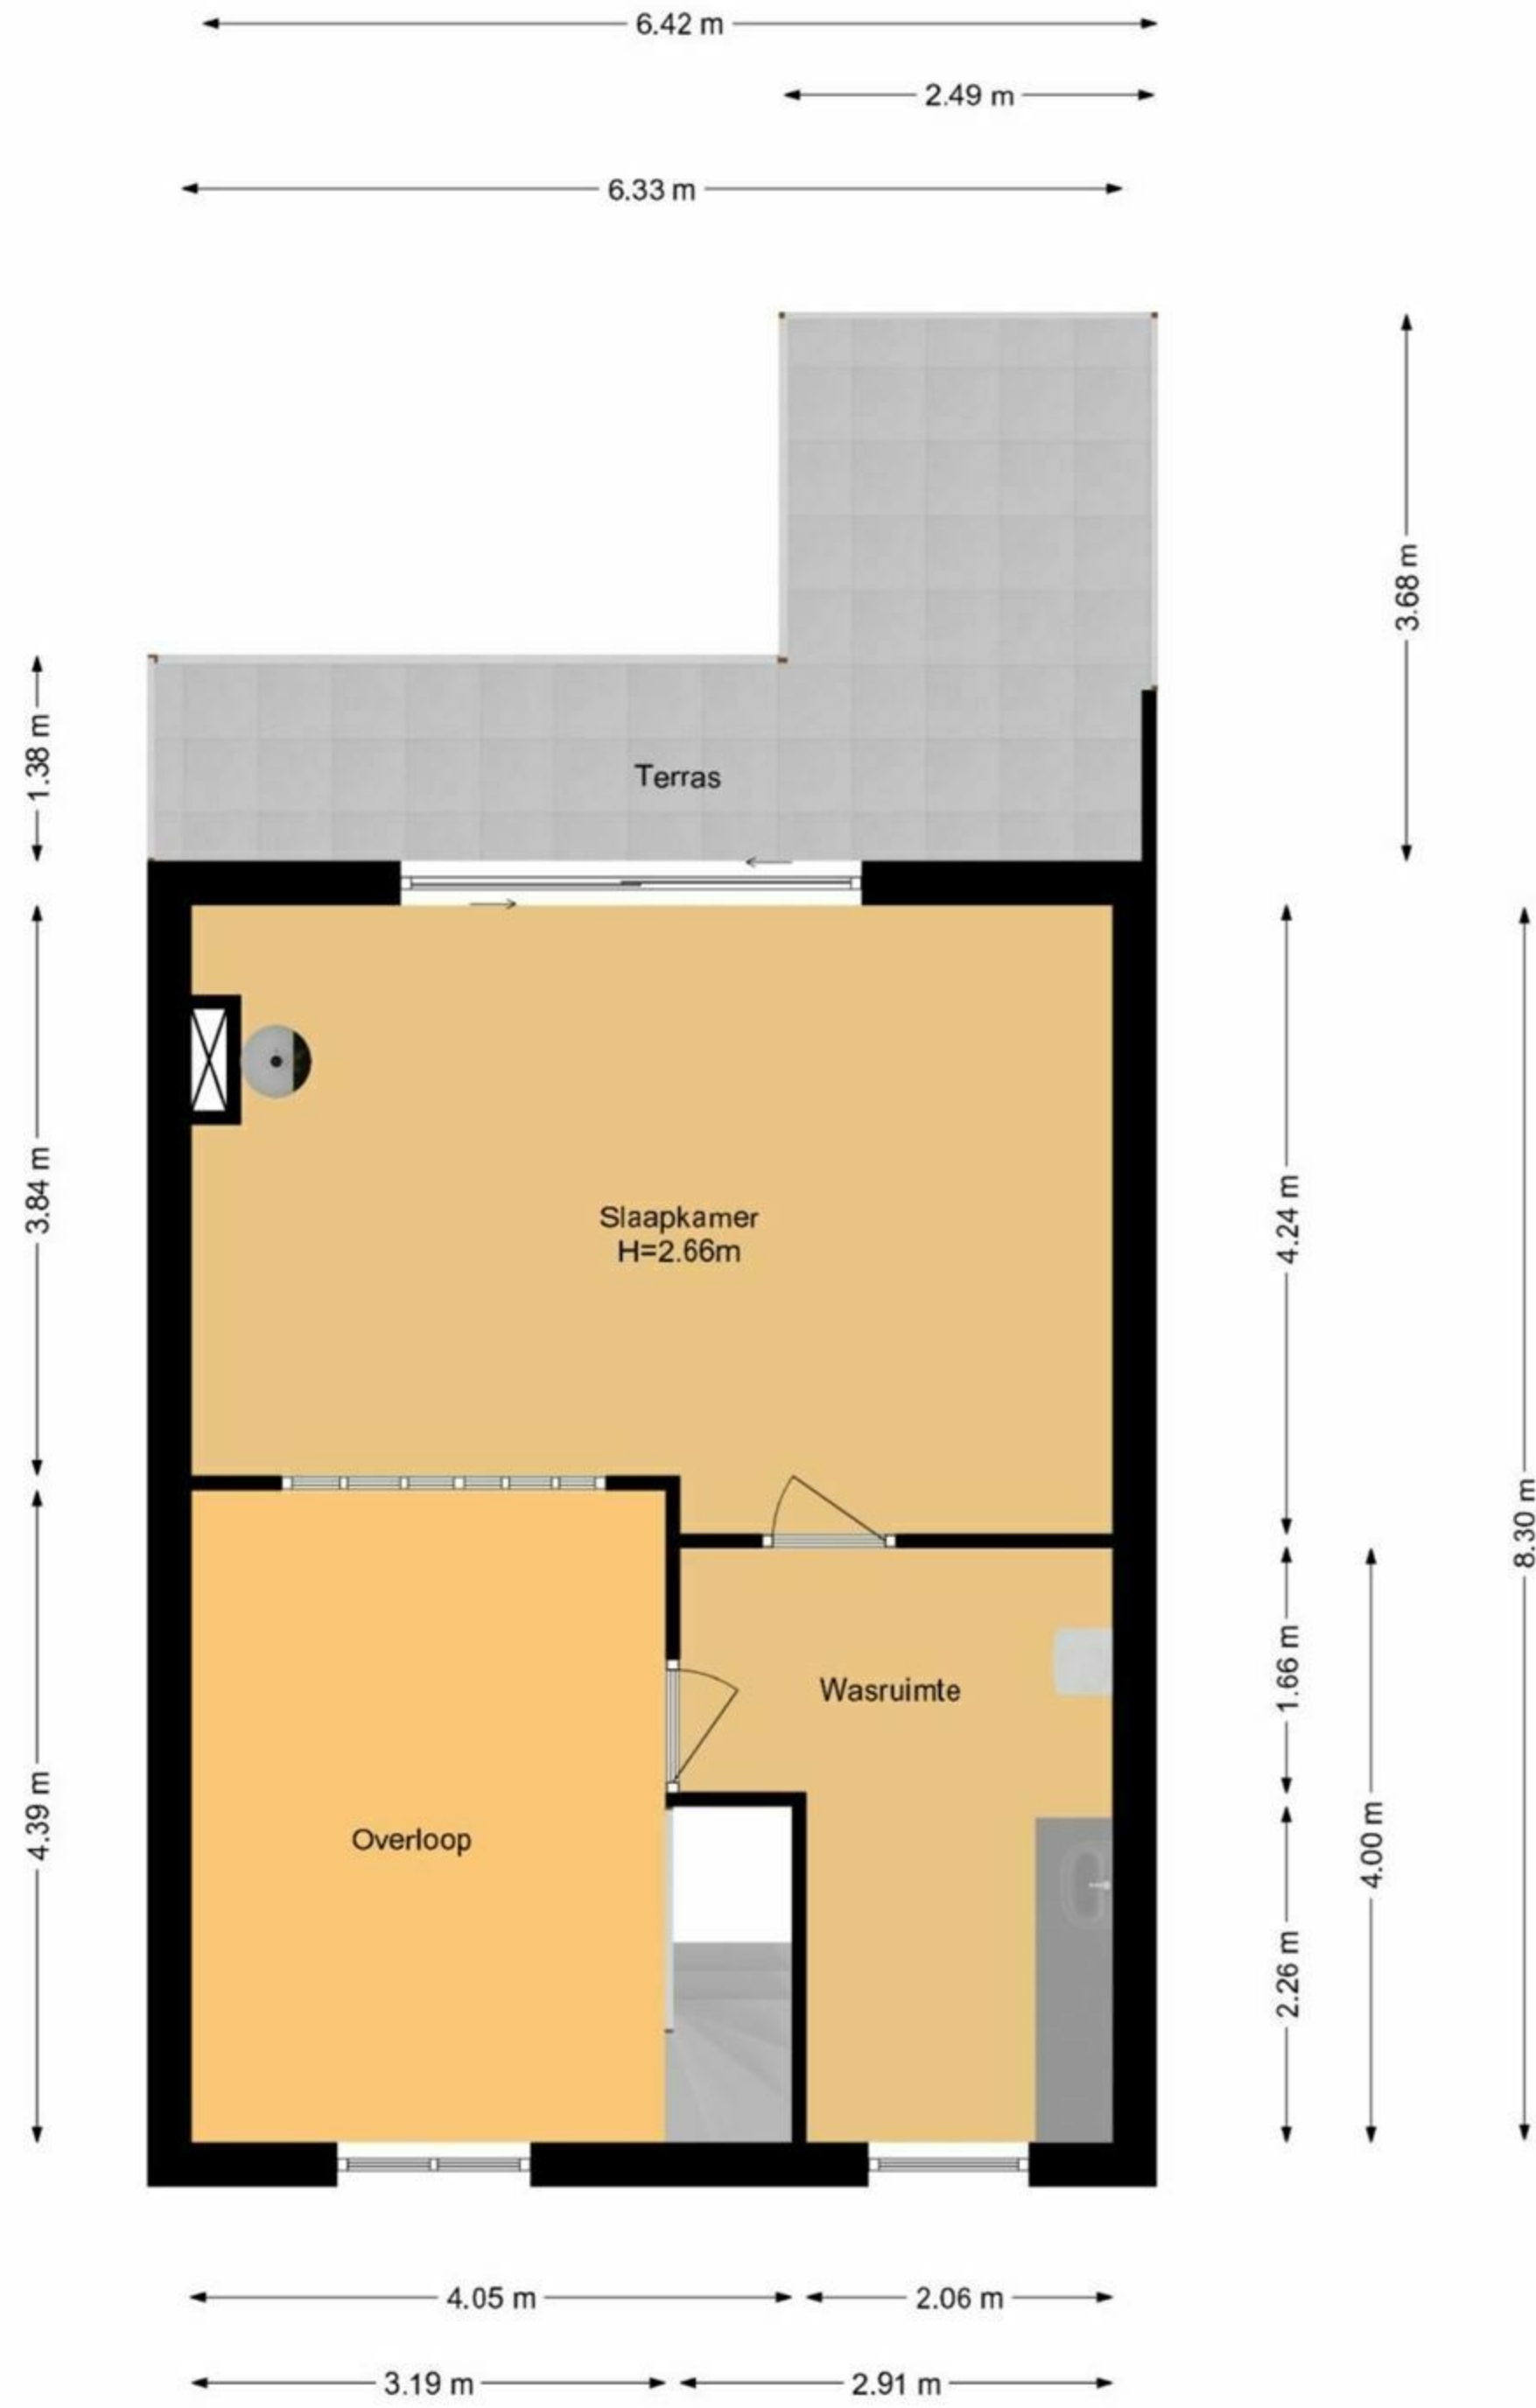 6.42 m
2.49 m
6.33 m
3.68 m
1.38 m
Terras
3.84 m
Slaapkamer
H=2.66m
4.24 m
8.30 m
Wasruimte
1.66 m
Overloop
4.39 m
4.00 m
2.26 m
4.05 m
2.06 m
3.19 m
2.91 m